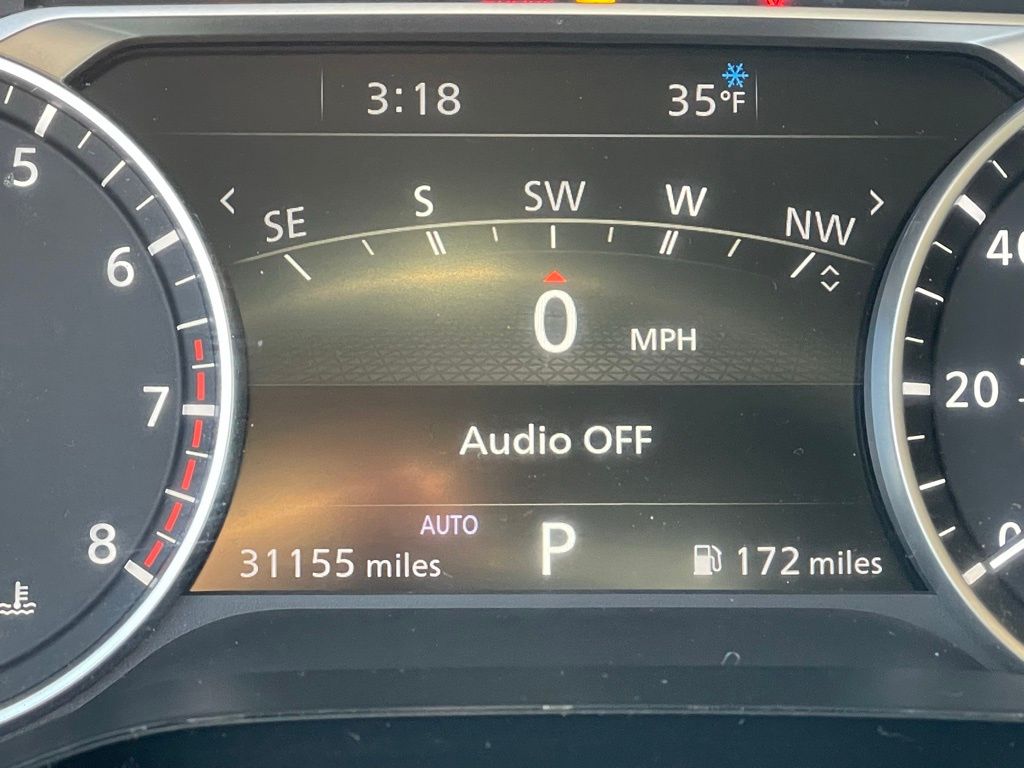 3:18 35°F
SE S SW W NW
0 MPH
Audio OFF
AUTO P
31155 miles 172 miles
5
6
7
8
40
20
0